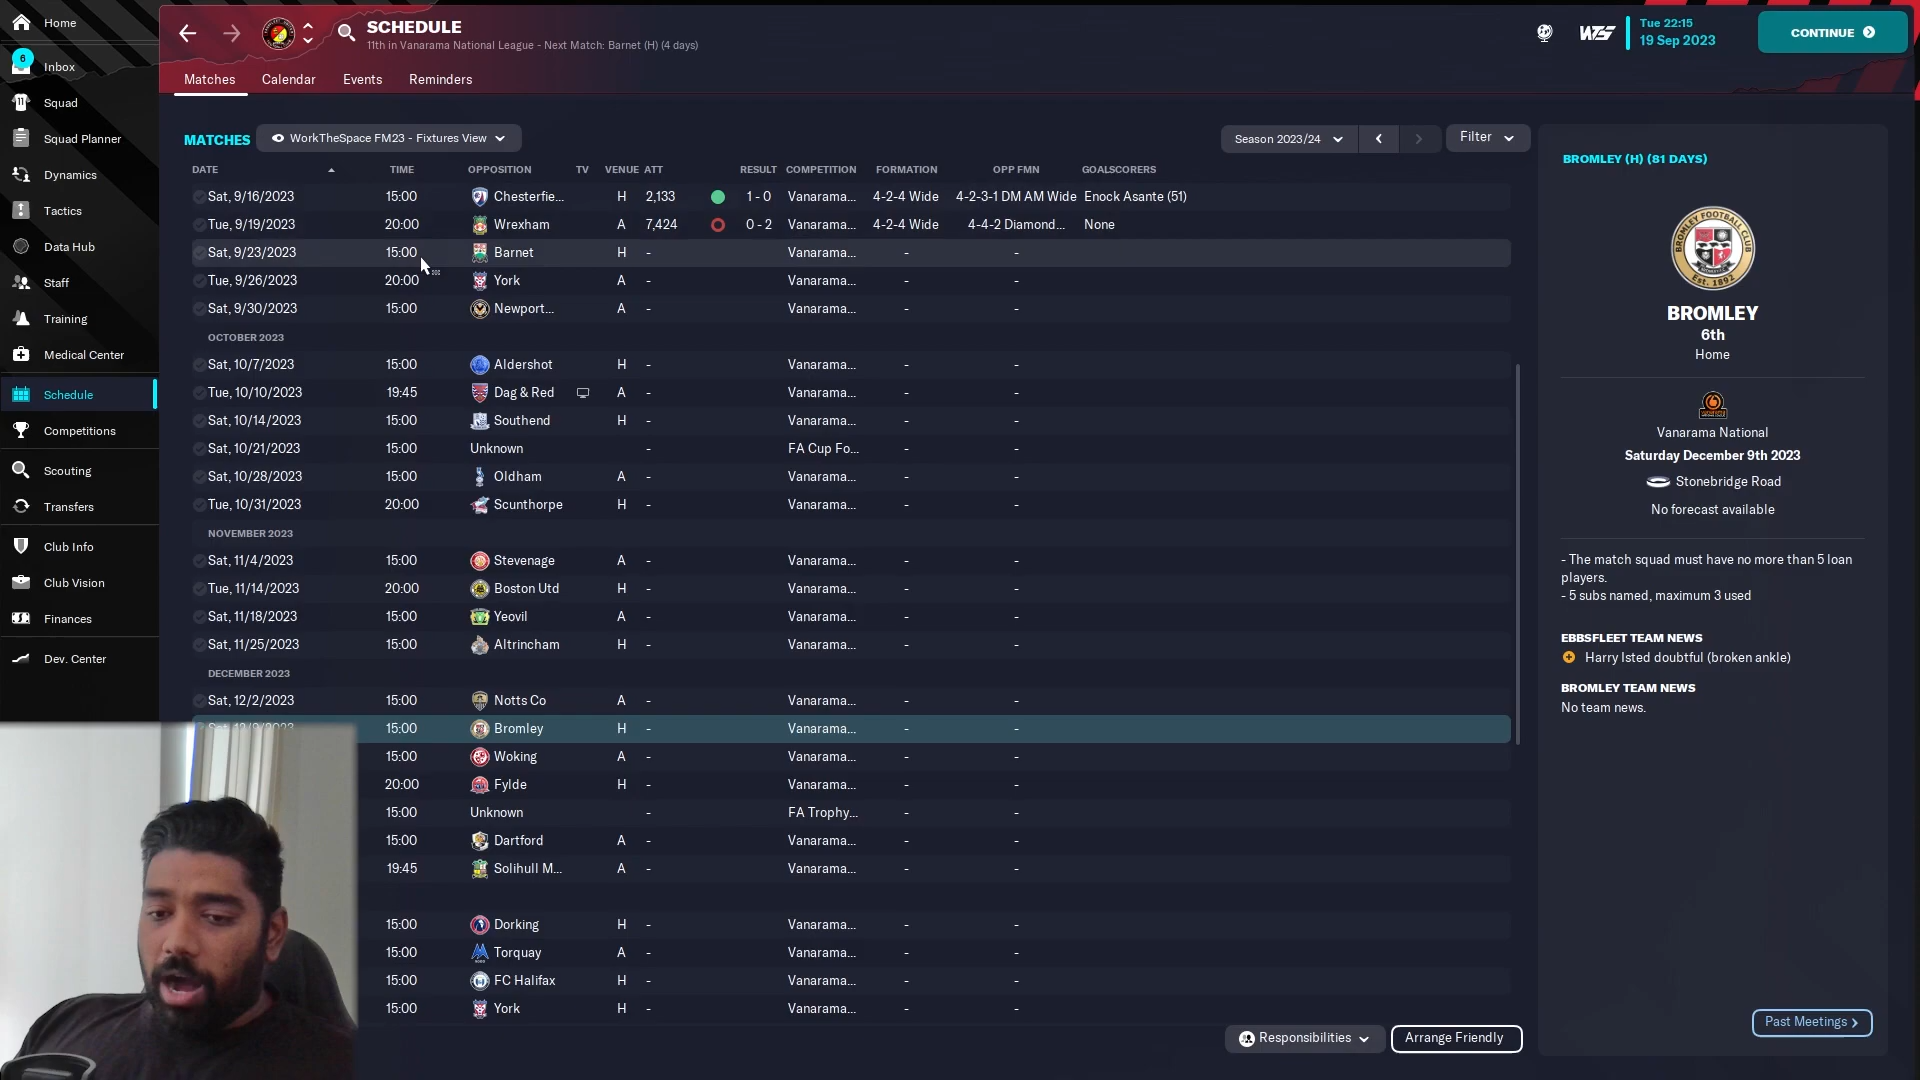 Home
6
Inbox
Squad
Squad Planner
Dynamics
Tactics
Data Hub
Staff
Training
Medical Center
Schedule
Competitions
Scouting
Transfers
Club Info
Club Vision
Finances
Dev. Center
SCHEDULE
11th in Vanarama National League - Next Match: Barnet (H) (4 days)
WTS
Tue 22:15
19 Sep 2023
CONTINUE
Matches Calendar Events Reminders
MATCHES WorkTheSpace FM23 - Fixtures View Season 2023/24 Filter
DATE TIME OPPOSITION TV VENUE ATT RESULT COMPETITION FORMATION OPP FMN GOALSCORERS
Sat, 9/16/2023 15:00 Chesterfie... H 2,133 1 - 0 Vanarama... 4-2-4 Wide 4-2-3-1 DM AM Wide Enock Asante (51)
Tue, 9/19/2023 20:00 Wrexham A 7,424 0 - 2 Vanarama... 4-2-4 Wide 4-4-2 Diamond... None
Sat, 9/23/2023 15:00 Barnet H - Vanarama... - -
Tue, 9/26/2023 20:00 York A - Vanarama... - -
Sat, 9/30/2023 15:00 Newport... A - Vanarama... - -
OCTOBER 2023
Sat, 10/7/2023 15:00 Aldershot H - Vanarama... - -
Tue, 10/10/2023 19:45 Dag & Red A - Vanarama... - -
Sat, 10/14/2023 15:00 Southend H - Vanarama... - -
Sat, 10/21/2023 15:00 Unknown - FA Cup Fo... - -
Sat, 10/28/2023 15:00 Oldham A - Vanarama... - -
Tue, 10/31/2023 20:00 Scunthorpe H - Vanarama... - -
NOVEMBER 2023
Sat, 11/4/2023 15:00 Stevenage A - Vanarama... - -
Tue, 11/14/2023 20:00 Boston Utd H - Vanarama... - -
Sat, 11/18/2023 15:00 Yeovil A - Vanarama... - -
Sat, 11/25/2023 15:00 Altrincham H - Vanarama... - -
DECEMBER 2023
Sat, 12/2/2023 15:00 Notts Co A - Vanarama... - -
Sat, 12/9/2023 15:00 Bromley H - Vanarama... - -
15:00 Woking A - Vanarama... - -
20:00 Fylde H - Vanarama... - -
15:00 Unknown - FA Trophy... - -
15:00 Dartford A - Vanarama... - -
19:45 Solihull M... A - Vanarama... - -
15:00 Dorking H - Vanarama... - -
15:00 Torquay A - Vanarama... - -
15:00 FC Halifax H - Vanarama... - -
15:00 York H - Vanarama... - -
Responsibilities Arrange Friendly
BROMLEY (H) (81 DAYS)
BROMLEY FOOTBALL CLUB
Est. 1892
BROMLEY
6th
Home
Vanarama National
Saturday December 9th 2023
Stonebridge Road
No forecast available
- The match squad must have no more than 5 loan
players.
- 5 subs named, maximum 3 used
EBBSFLEET TEAM NEWS
Harry Isted doubtful (broken ankle)
BROMLEY TEAM NEWS
No team news.
Past Meetings